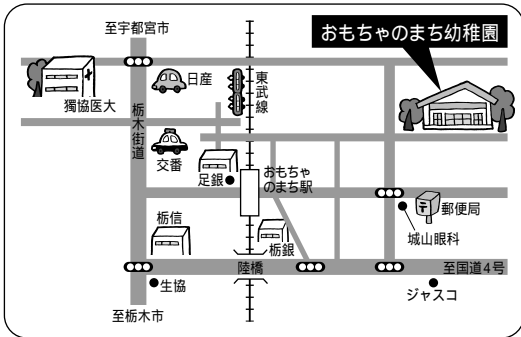 至宇都宮市
おもちゃのまち幼稚園
日産
東武線
獨協医大
栃木街道
交番
足銀
おもちゃ
のまち駅
〒
郵便局
城山眼科
栃信
栃銀
陸橋
至国道4号
生協
ジャスコ
至栃木市